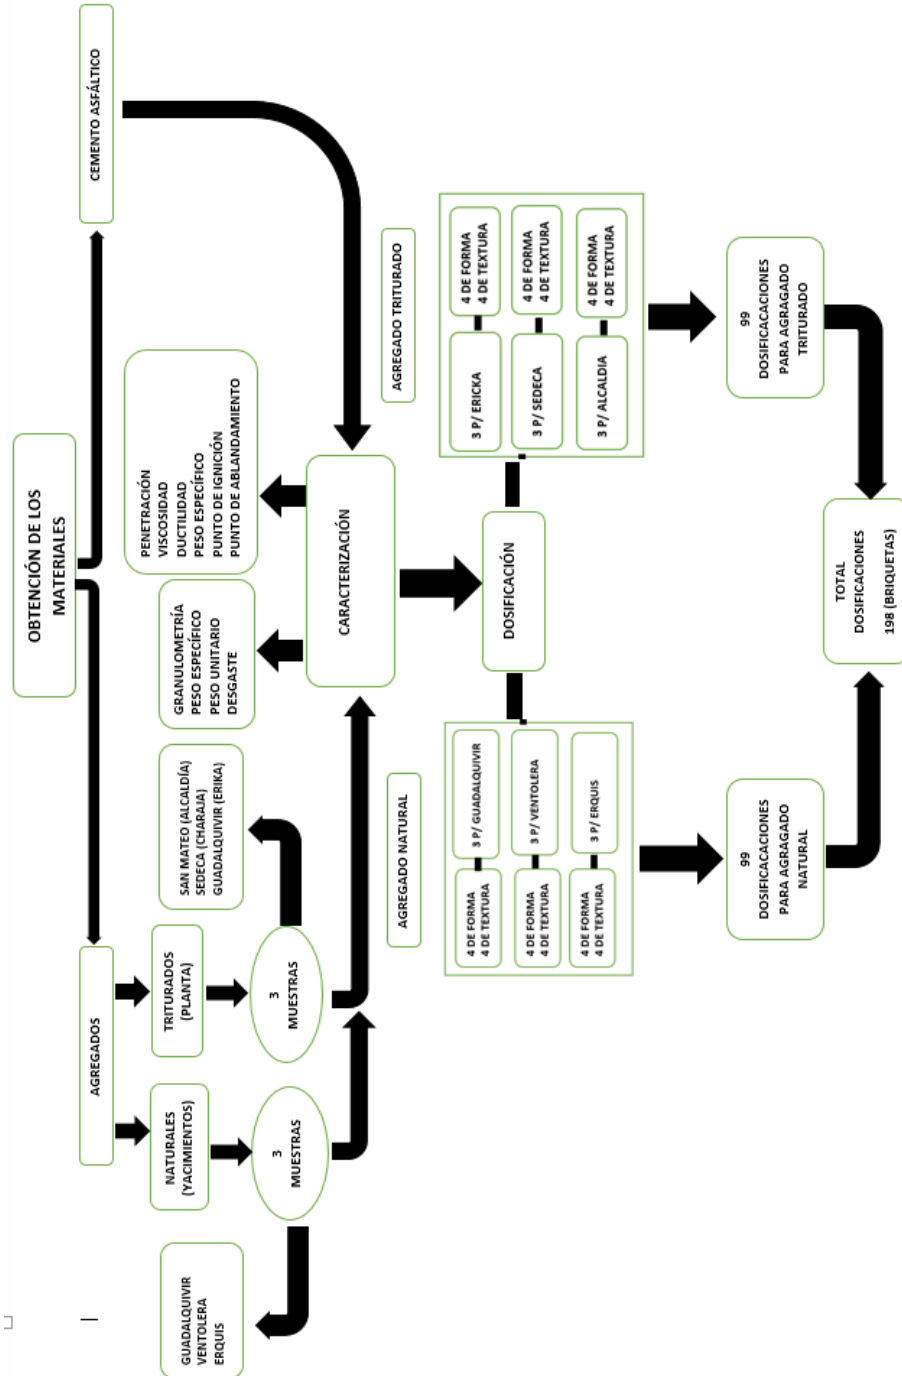 OBTENCIÓN DE LOS
MATERIALES
AGREGADOS
CEMENTO ASFÁLTICO
NATURALES
(YACIMIENTOS)
TRITURADOS
(PLANTA)
GUADALQUIVIR
VENTOLERA
ERQUIS
3
MUESTRAS
3
MUESTRAS
SAN MATEO (ALCALDÍA)
SEDECA (CHARAJA)
GUADALQUIVIR (ERIKA)
GRANULOMETRÍA
PESO ESPECÍFICO
PESO UNITARIO
DESGASTE
PENETRACIÓN
VISCOSIDAD
DUCTILIDAD
PESO ESPECÍFICO
PUNTO DE IGNICIÓN
PUNTO DE ABLANDAMIENTO
CARACTERIZACIÓN
AGREGADO NATURAL
AGREGADO TRITURADO
4 DE FORMA
4 DE TEXTURA
3 P/ GUADALQUIVIR
4 DE FORMA
4 DE TEXTURA
3 P/ VENTOLERA
4 DE FORMA
4 DE TEXTURA
3 P/ ERQUIS
DOSIFICACIÓN
3 P/ ERICKA
4 DE FORMA
4 DE TEXTURA
3 P/ SEDECA
4 DE FORMA
4 DE TEXTURA
3 P/ ALCALDIA
4 DE FORMA
4 DE TEXTURA
99
DOSIFICACACIONES
PARA AGRAGADO
NATURAL
99
DOSIFICACACIONES
PARA AGRAGADO
TRITURADO
TOTAL
DOSIFICACIONES
198 (BRIQUETAS)